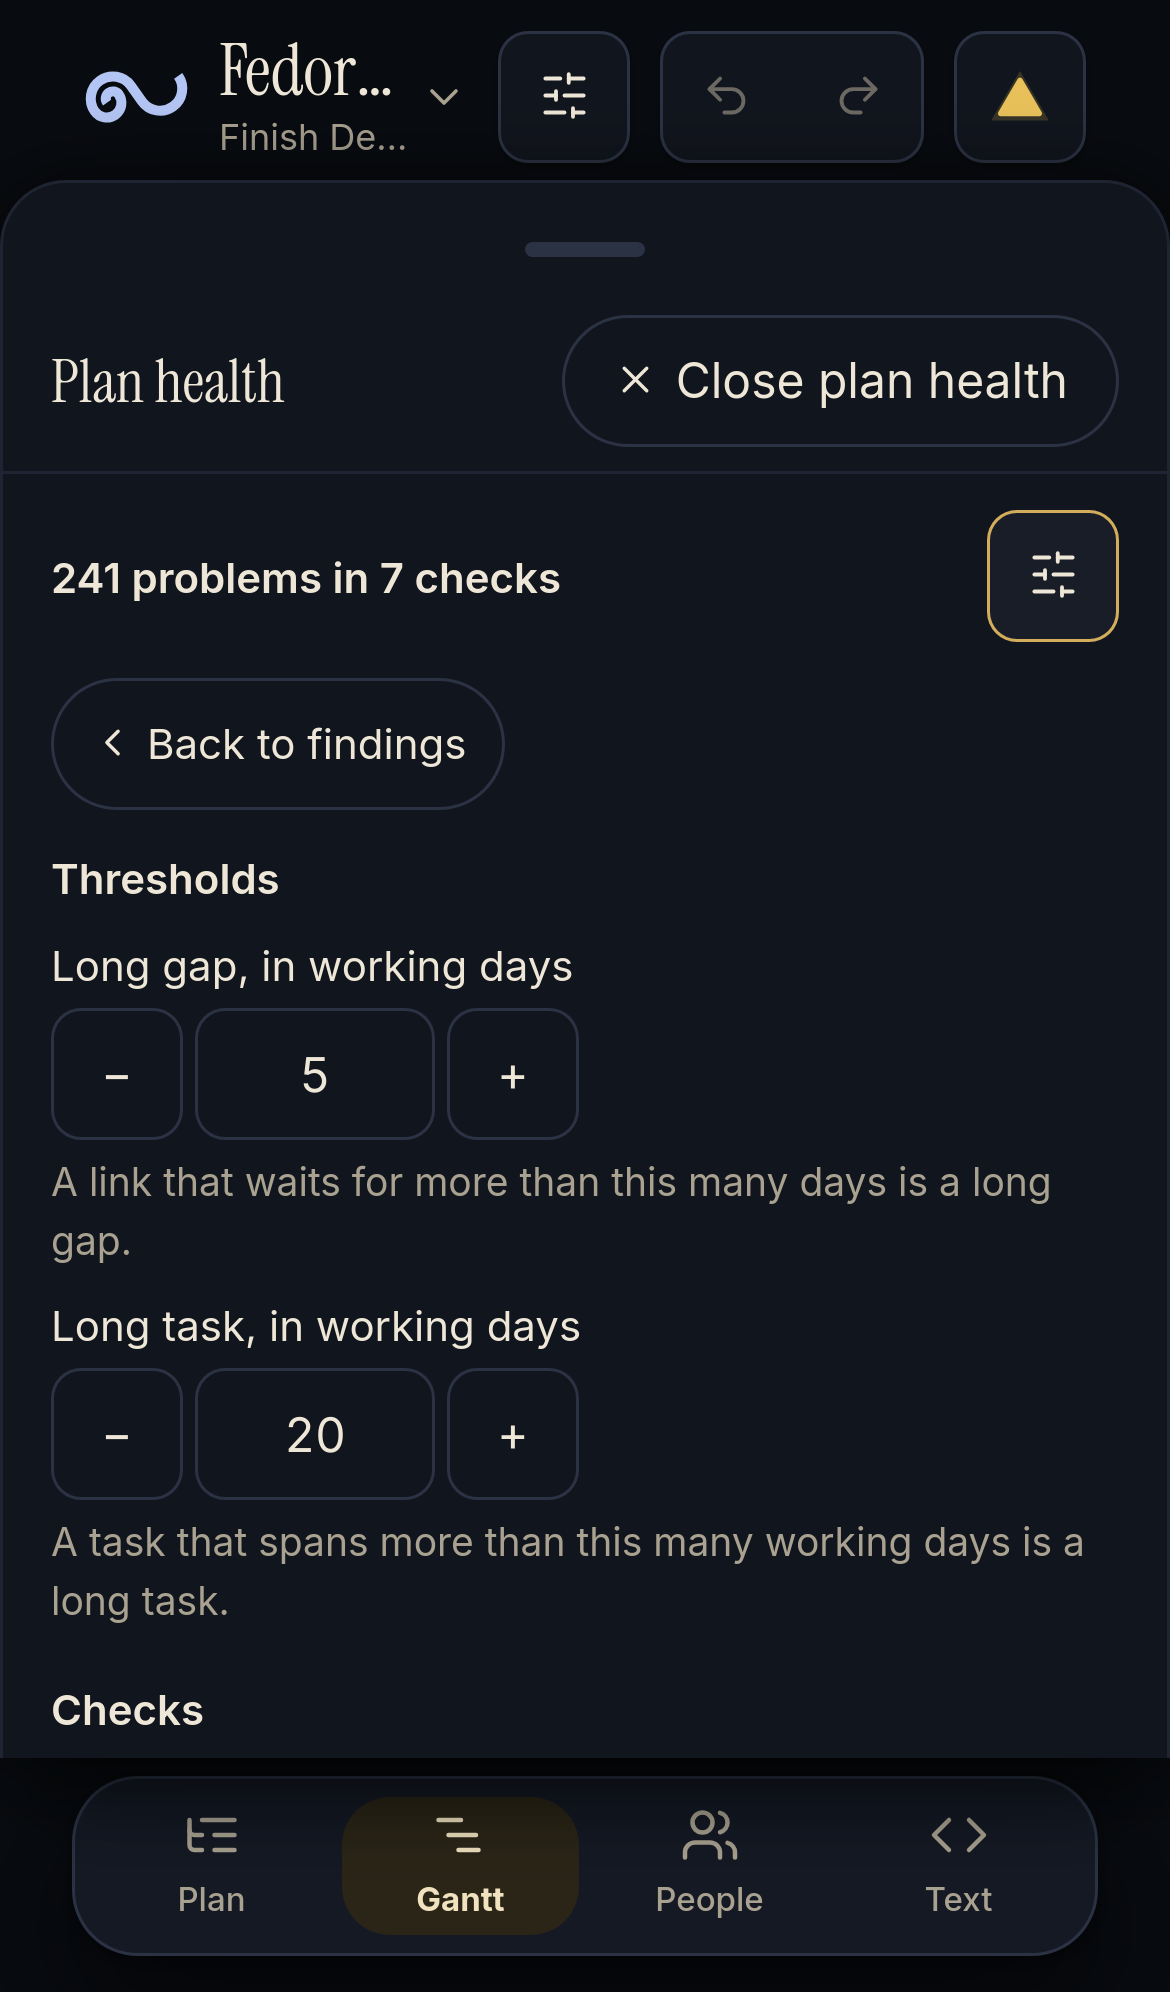 Fedor...
Finish De...
Plan health
Close plan health
241 problems in 7 checks
Back to findings
Thresholds
Long gap, in working days
− 5 +
A link that waits for more than this many days is a long
gap.
Long task, in working days
− 20 +
A task that spans more than this many working days is a
long task.
Checks
Plan Gantt People Text